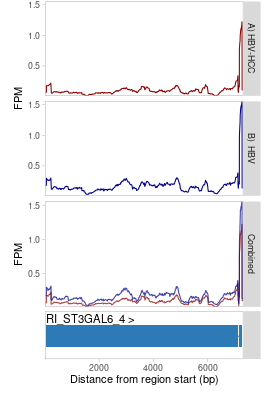 1.5
1.0
0.5
FPM
A) HBV-HCC
1.5
1.0
0.5
B) HBV
1.5
1.0
0.5
FPM
Combined
RI_ST3GAL6_4 >
2000 4000 6000
Distance from region start (bp)